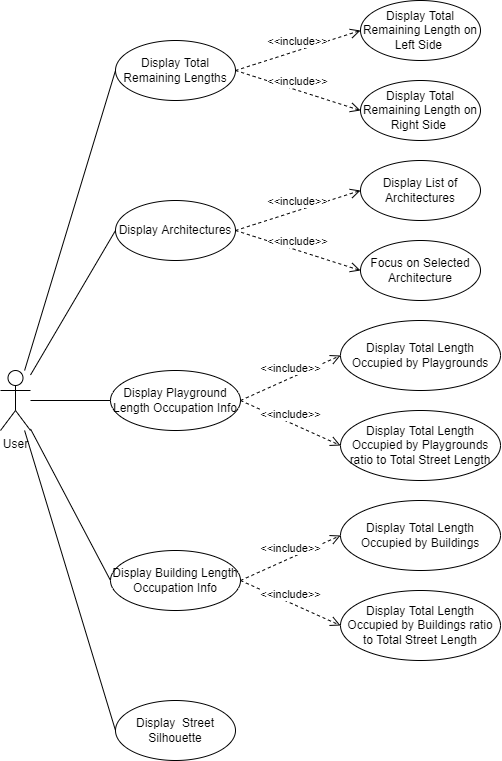 Display Total
Remaining Length on
Left Side
<<include>>
Display Total
Remaining Lengths
<<include>>
Display Total
Remaining Length on
Right Side
Display List of
Architectures
<<include>>
Display Architectures
<<include>>
Focus on Selected
Architecture
Display Total Length
Occupied by Playgrounds
<<include>>
Display Playground
Length Occupation Info
<<include>>
Display Total Length
Occupied by Playgrounds
ratio to Total Street Length
User
Display Total Length
Occupied by Buildings
<<include>>
Display Building Length
Occupation Info
<<include>>
Display Total Length
Occupied by Buildings ratio
to Total Street Length
Display Street
Silhouette